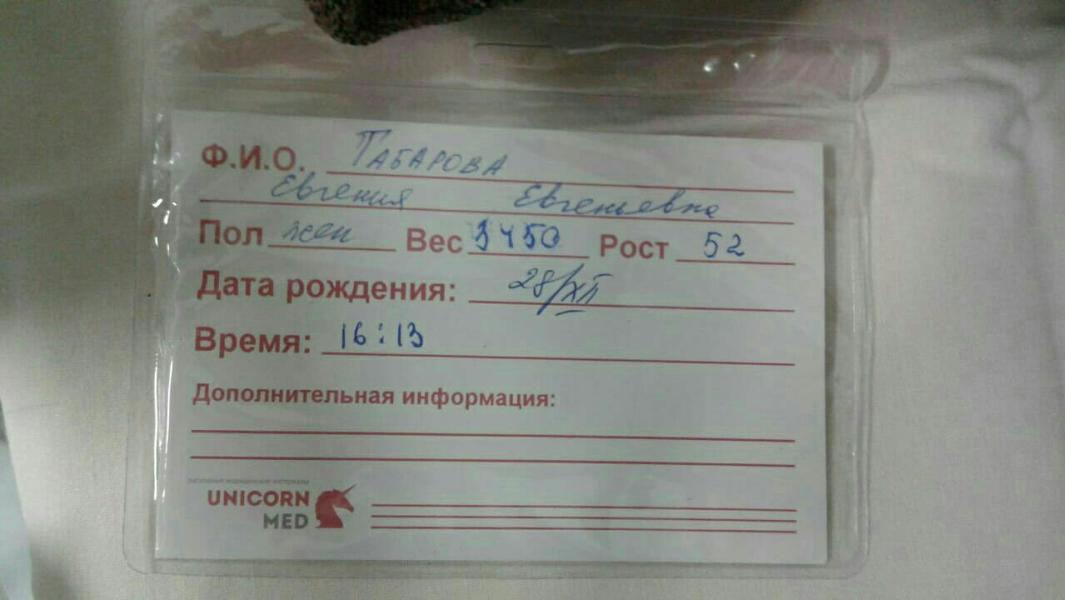 Ф.И.О. Табарова
Евгения Евгеньевна
Пол жен Вес 3450 Рост 52
Дата рождения: 28/XII
Время: 16:13
Дополнительная информация:
UNICORN
MED